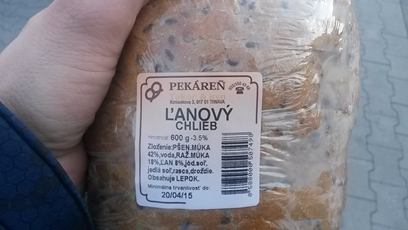 PEKÁREŇ
3, 917 01 TRNAVA
ĽANOVÝ
CHLIEB
hmotnosť 600 g -3,5%
Zloženie:PŠEN.MÚKA
42%,voda,RAŽ.MÚKA
18%,ĽAN 8%,jód.soľ,
jedlá soľ,rasca,droždie.
Obsahuje LEPOK.
Minimálna trvanlivosť do:
20/04/15